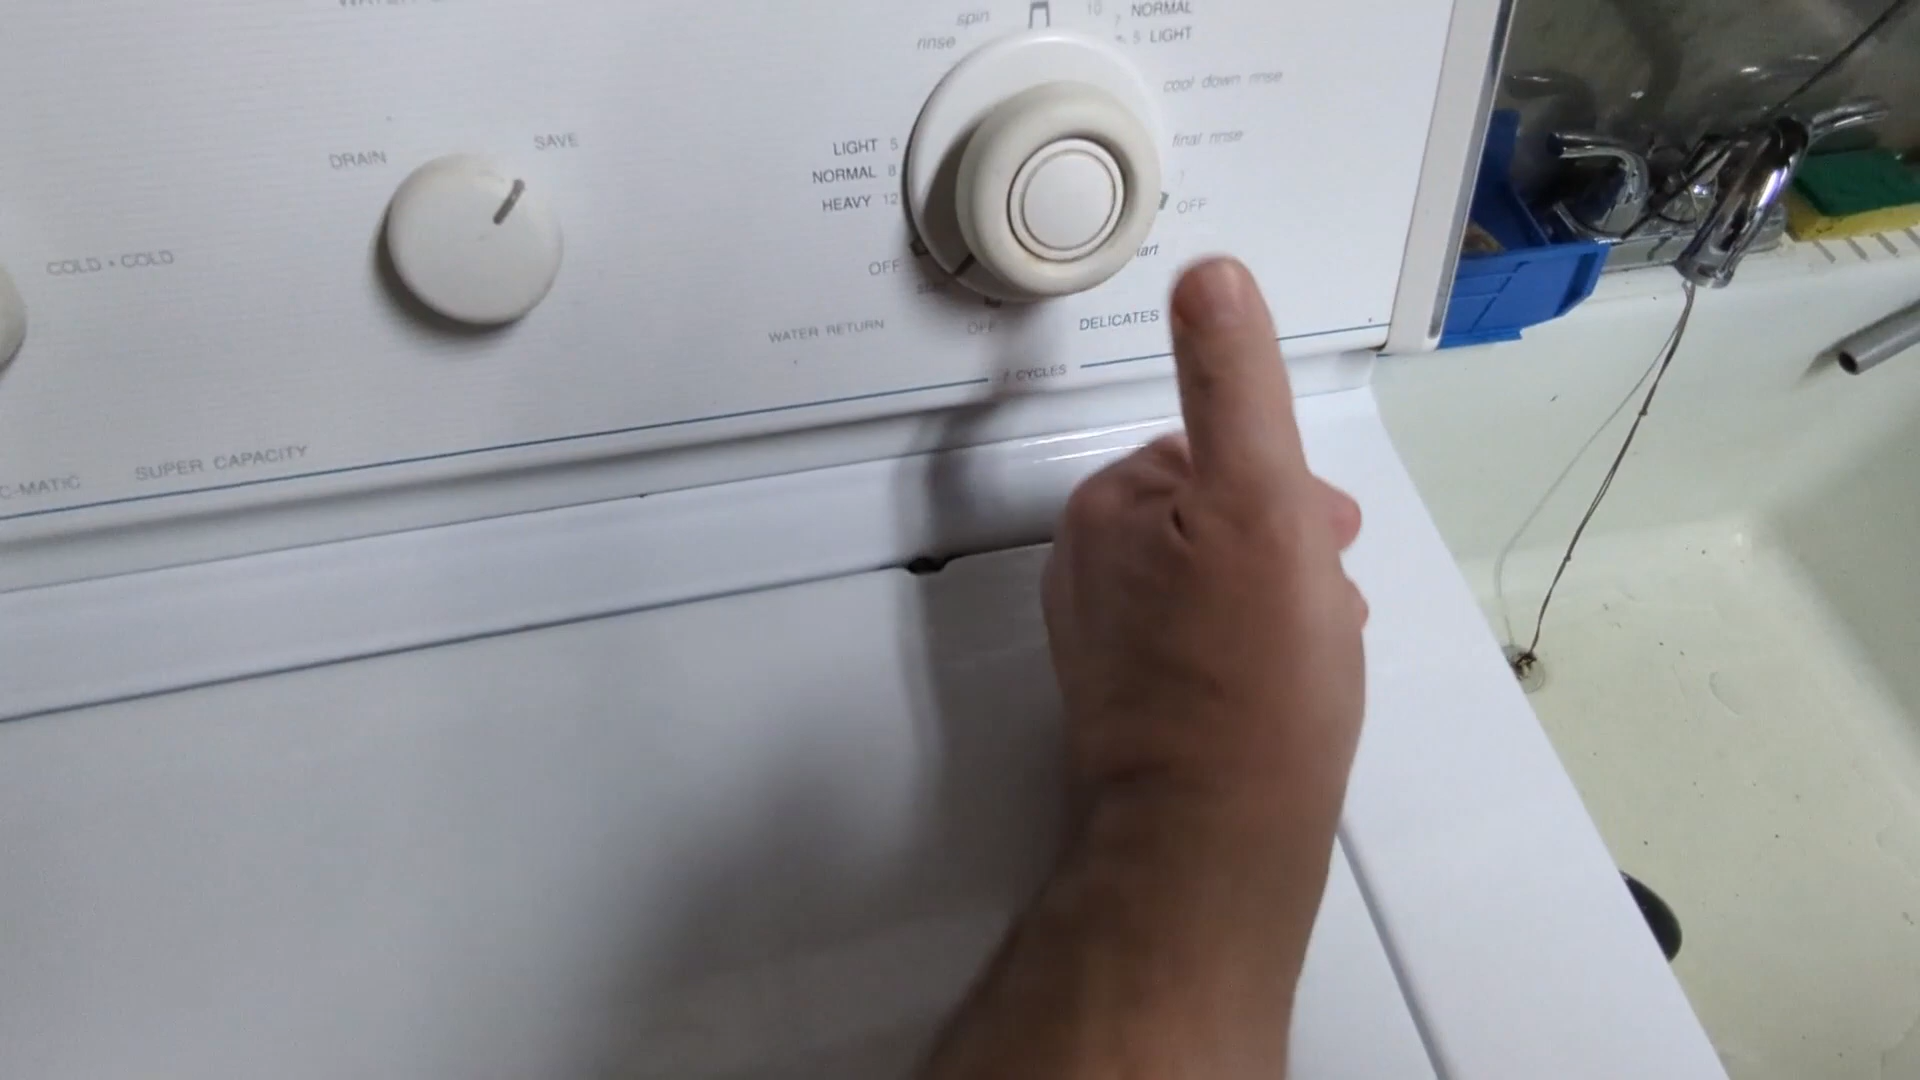 spin
rinse
10 NORMAL
7
5 LIGHT
cool down rinse
final rinse
OFF
DRAIN
SAVE
LIGHT 5
NORMAL 8
HEAVY 12
COLD • COLD
OFF
WATER RETURN
OFF
DELICATES
CYCLES
C-MATIC
SUPER CAPACITY